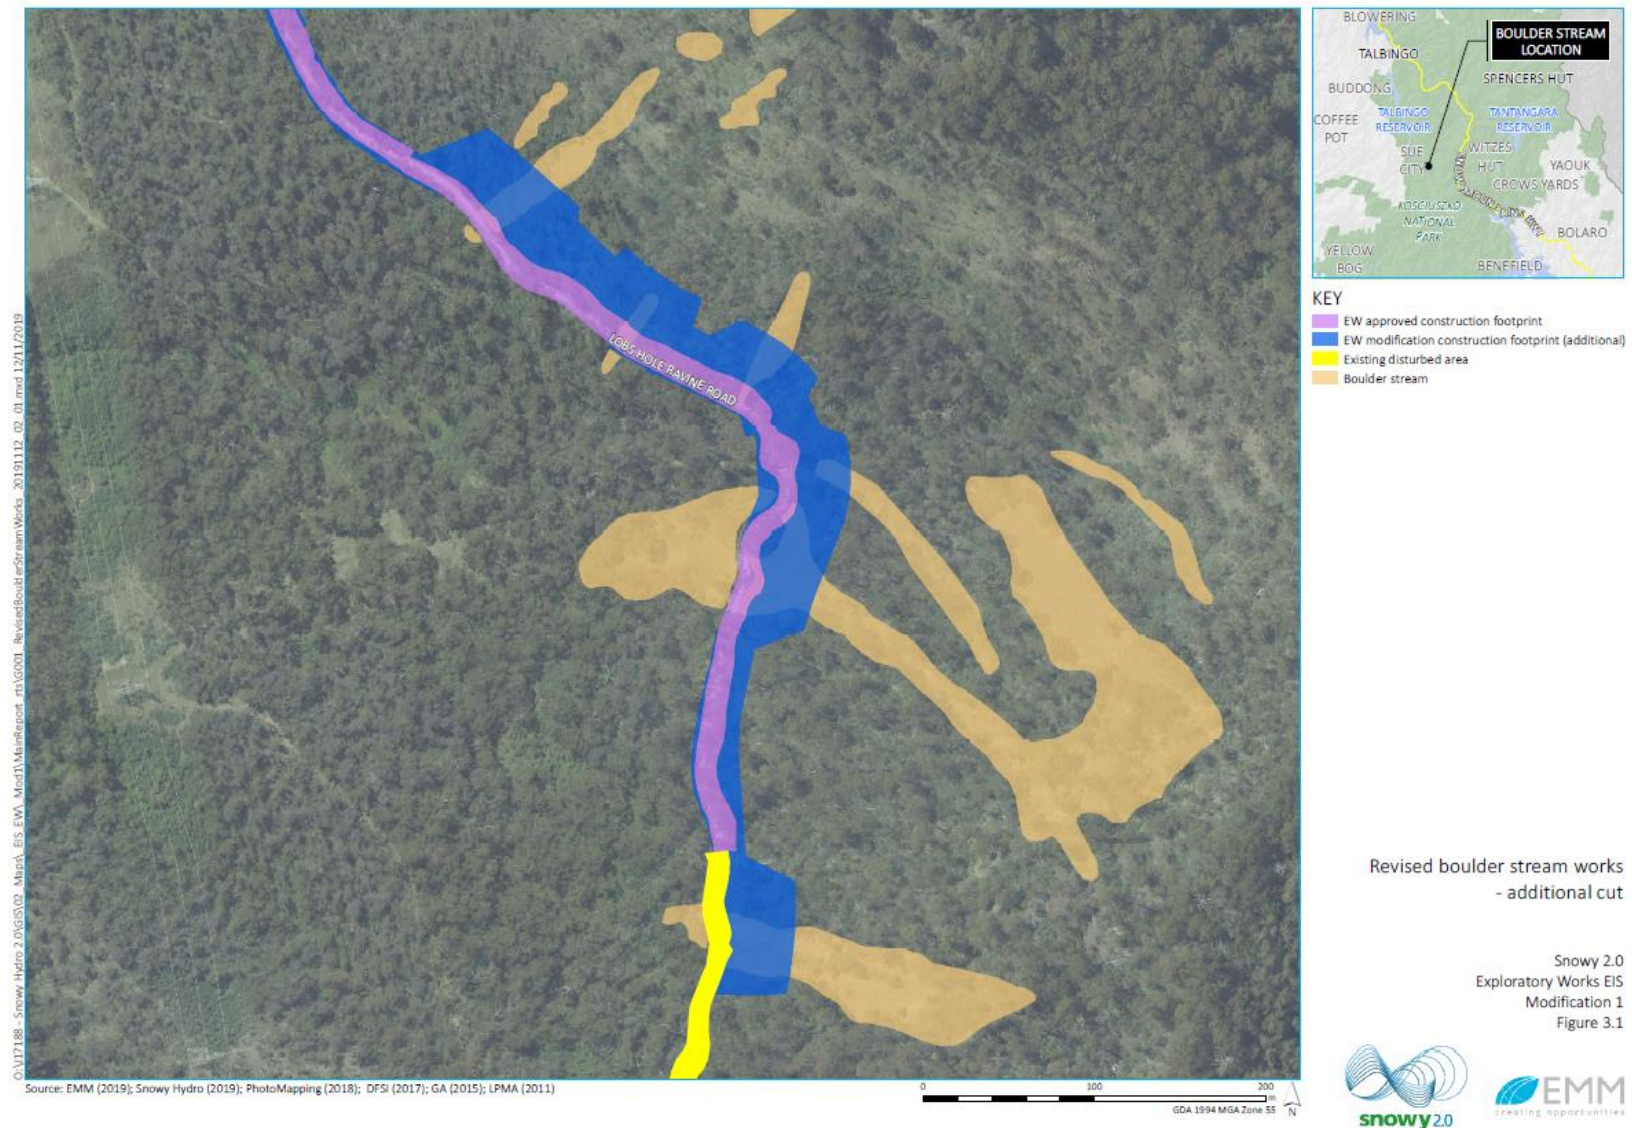 BLOWERING
TALBINGO
BOULDER STREAM
LOCATION
SPENCERS HUT
BUDDONG
COFFEE
POT
TALBINGO
RESERVOIR
TANTANGARA
RESERVOIR
SUE
CITY
WITZES
HUT
YAOUK
CROWS YARDS
SNOWY MOUNTAINS HWY
KOSCIUSZKO
NATIONAL
PARK
BOLARO
YELLOW
BOG
BENEFIELD
LOBS HOLE RAVINE ROAD
KEY
EW approved construction footprint
EW modification construction footprint (additional)
Existing disturbed area
Boulder stream
Revised boulder stream works
- additional cut
Snowy 2.0
Exploratory Works EIS
Modification 1
Figure 3.1
snowy2.0
EMM
creating opportunities
Source: EMM (2019); Snowy Hydro (2019); PhotoMapping (2018); DFSI (2017); GA (2015); LPMA (2011)
0 100 200
m
GDA 1994 MGA Zone 55
N